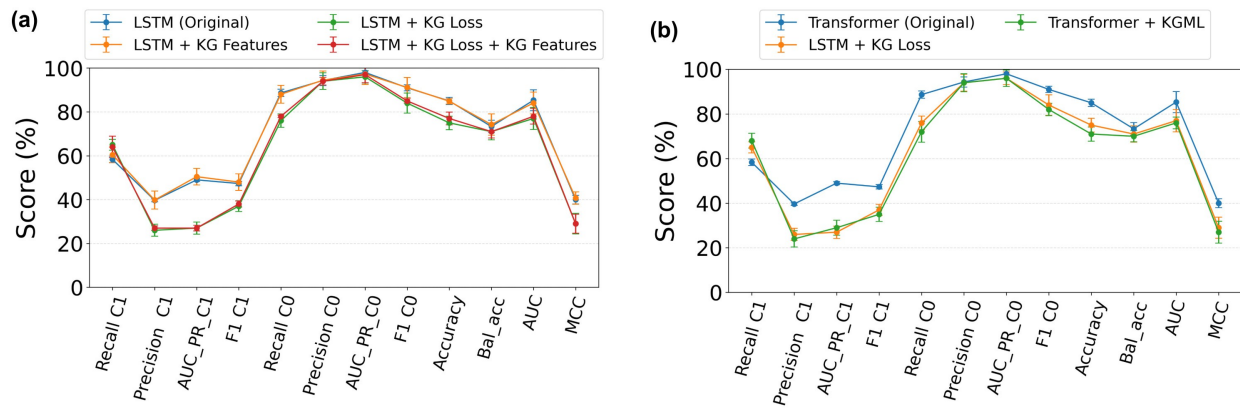 (a)
LSTM (Original)
LSTM + KG Loss
LSTM + KG Features
LSTM + KG Loss + KG Features
Score (%)
100
80
60
40
20
0
Recall C1
Precision C1
AUC_PR_C1
F1 C1
Recall C0
Precision C0
AUC_PR_C0
F1 C0
Accuracy
Bal_acc
AUC
MCC
(b)
Transformer (Original)
Transformer + KGML
LSTM + KG Loss
Score (%)
100
80
60
40
20
0
Recall C1
Precision C1
AUC_PR_C1
F1 C1
Recall C0
Precision C0
AUC_PR_C0
F1 C0
Accuracy
Bal_acc
AUC
MCC